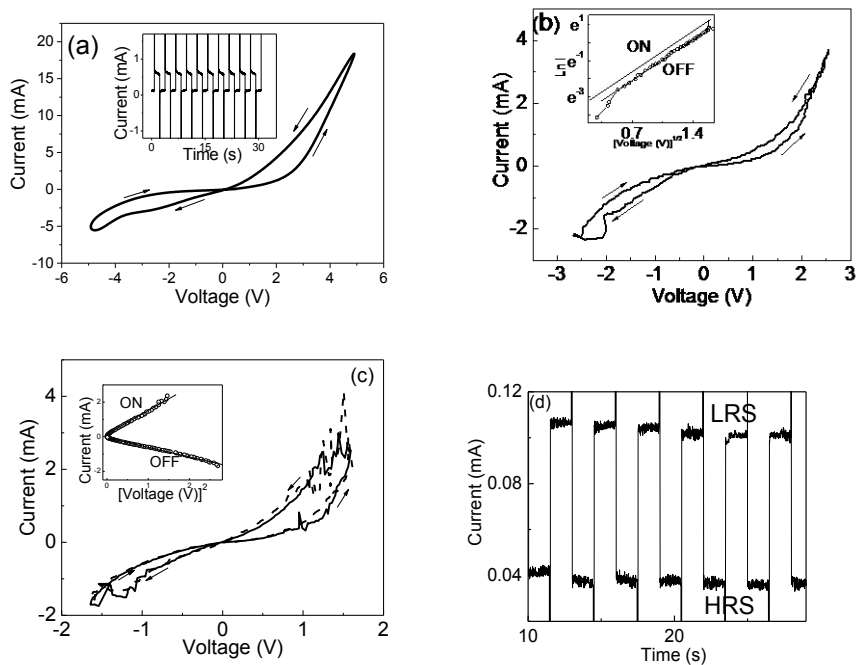 (a)
20
15
10
5
0
-5
-10
Current (mA)
-6 -4 -2 0 2 4 6
Voltage (V)
1
0
-1
Current (mA)
0 15 30
Time (s)
(b)
4
2
0
-2
Current (mA)
-3 -2 -1 0 1 2 3
Voltage (V)
e^1
e^-1
e^-3
Ln I
ON
OFF
0.7 1.4
[Voltage (V)]^1/2
(c)
6
4
2
0
-2
Current (mA)
-2 -1 0 1 2
Voltage (V)
2
0
-2
Current (mA)
ON
OFF
0 1 2
[Voltage (V)]^2
(d)
0.12
0.08
0.04
Current (mA)
LRS
HRS
10 20
Time (s)